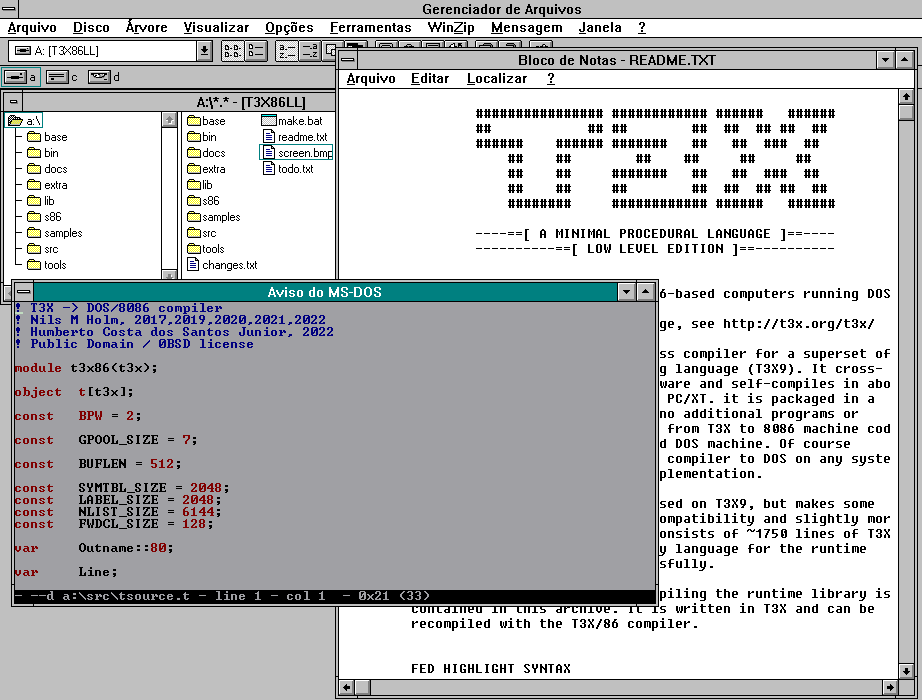 Gerenciador de Arquivos
Arquivo Disco Árvore Visualizar Opções Ferramentas WinZip Mensagem Janela ?
A: [T3X86LL]
a c d
A:\*.* - [T3X86LL]
a:\
base
bin
docs
extra
lib
s86
samples
src
tools
base
bin
docs
extra
lib
s86
samples
src
tools
changes.txt
make.bat
readme.txt
screen.bmp
todo.txt
Bloco de Notas - README.TXT
Arquivo Editar Localizar ?
################ ############ ###### ######
## ## ## ## ## ## ## ##
###### ###### ####### ## ## ### ##
## ## ## ## ## ##
## ## ####### ## ## ### ##
## ## ## ## ## ## ## ##
######## ############ ###### ######
----==[ A MINIMAL PROCEDURAL LANGUAGE ]==------
----------==[ LOW LEVEL EDITION ]==-----------
6-based computers running DOS
ge, see http://t3x.org/t3x/
ss compiler for a superset of
g language (T3X9). It cross-
ware and self-compiles in abo
PC/XT. it is packaged in a
no additional programs or
from T3X to 8086 machine cod
d DOS machine. Of course
compiler to DOS on any syste
plementation.
sed on T3X9, but makes some
ompatibility and slightly mor
onsists of ~1750 lines of T3X
y language for the runtime
sfully.
piling the runtime library is
contained in this archive. It is written in T3X and can be
recompiled with the T3X/86 compiler.
FED HIGHLIGHT SYNTAX
Aviso do MS-DOS
! T3X -> DOS/8086 compiler
! Nils M Holm, 2017,2019,2020,2021,2022
! Humberto Costa dos Santos Junior, 2022
! Public Domain / 0BSD license
module t3x86(t3x);
object t[t3x];
const BPW = 2;
const GPOOL_SIZE = 7;
const BUFLEN = 512;
const SYMTBL_SIZE = 2048;
const LABEL_SIZE = 2048;
const NLIST_SIZE = 6144;
const FWDCL_SIZE = 128;
var Outname::80;
var Line;
- --d a:\src\tsource.t - line 1 - col 1 - 0x21 (33)